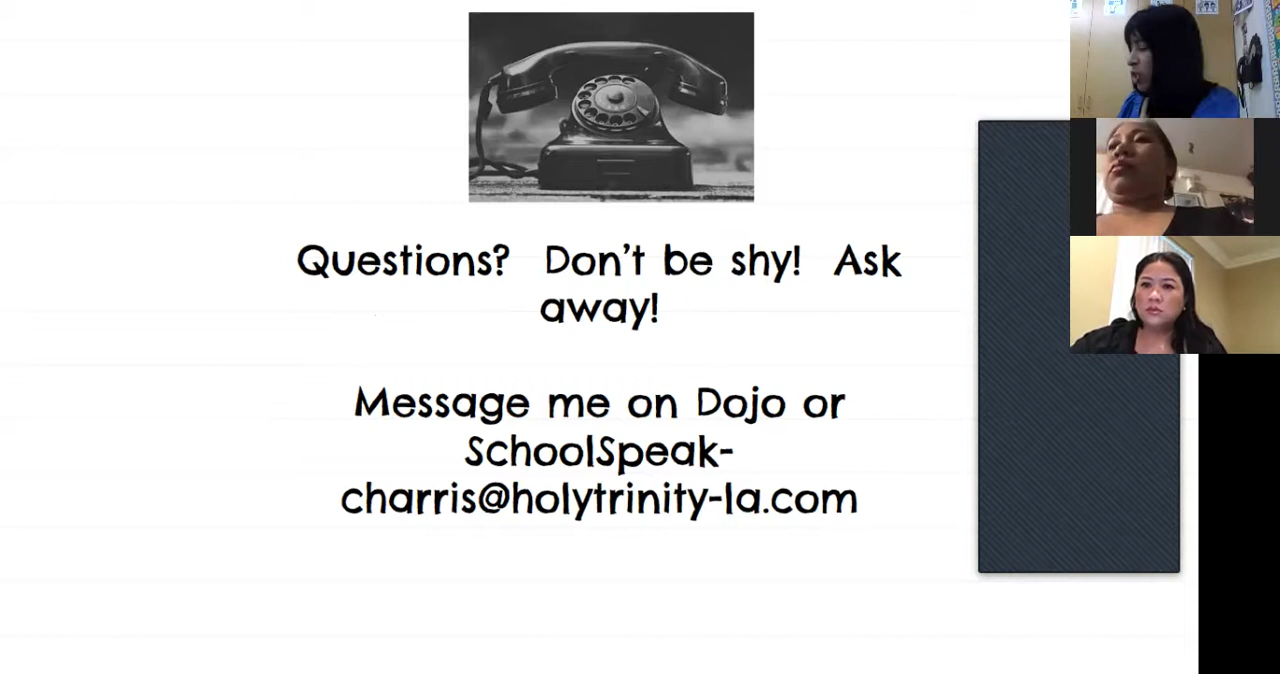 Questions? Don't be shy! Ask
away!
Message me on Dojo or
SchoolSpeak-
charris@holytrinity-la.com